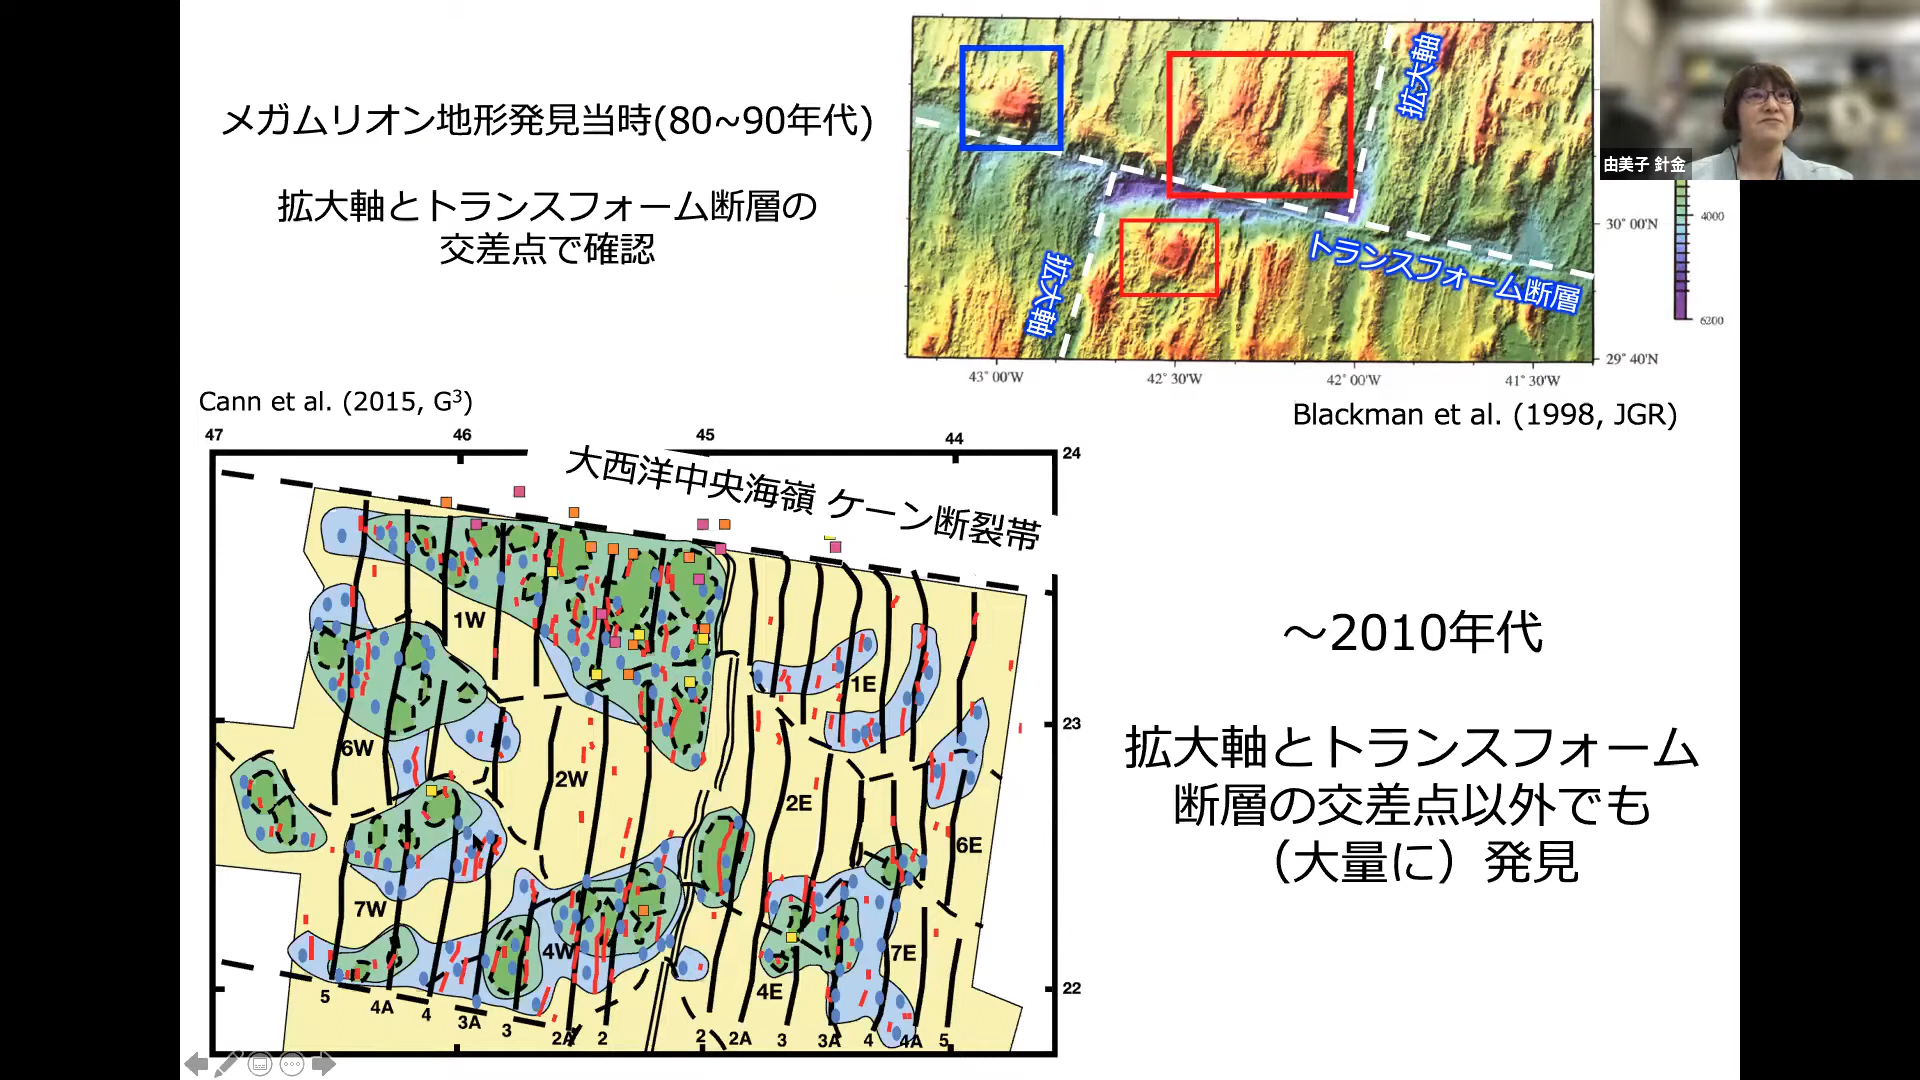 メガムリオン地形発見当時(80~90年代)
拡大軸とトランスフォーム断層の
交差点で確認
拡大軸
拡大軸
トランスフォーム断層
30° 00'N
29° 40'N
43° 00'W
42° 30'W
42° 00'W
41° 30'W
4000
6200
由美子 針金
Blackman et al. (1998, JGR)
Cann et al. (2015, G³)
47
46
45
44
24
大西洋中央海嶺 ケーン断裂帯
1W
1E
23
6W
2W
2E
6E
7W
4W
7E
4E
22
5
4A
4
3A
3
2A
2
2
2A
3
3A
4
4A
5
～2010年代
拡大軸とトランスフォーム
断層の交差点以外でも
（大量に）発見